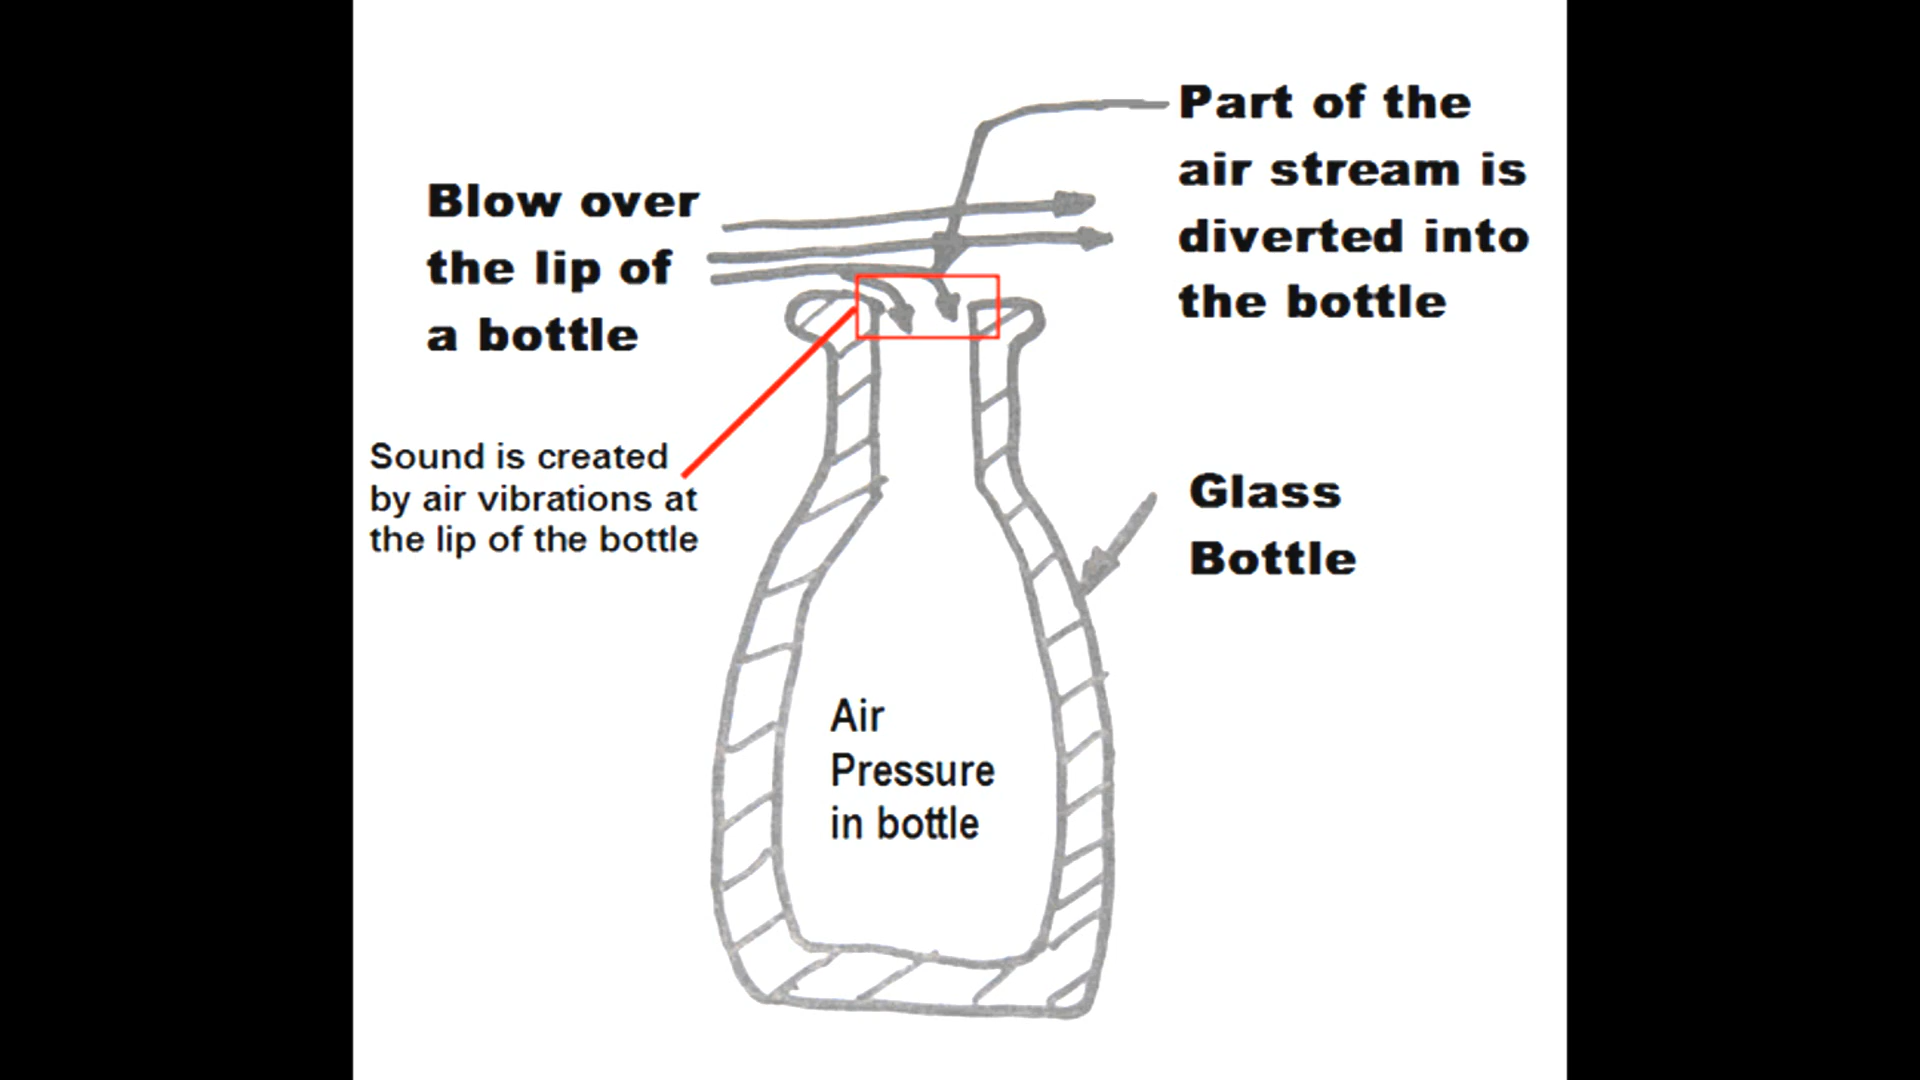 Part of the
air stream is
diverted into
the bottle
Blow over
the lip of
a bottle
Sound is created
by air vibrations at
the lip of the bottle
Glass
Bottle
Air
Pressure
in bottle